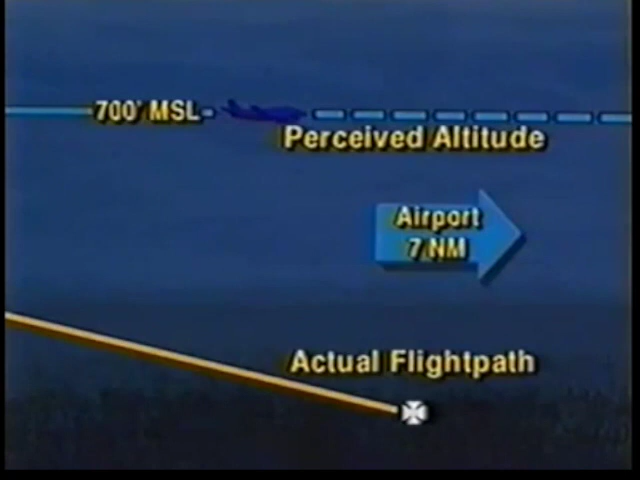 700' MSL
Perceived Altitude
Airport
7 NM
Actual Flightpath